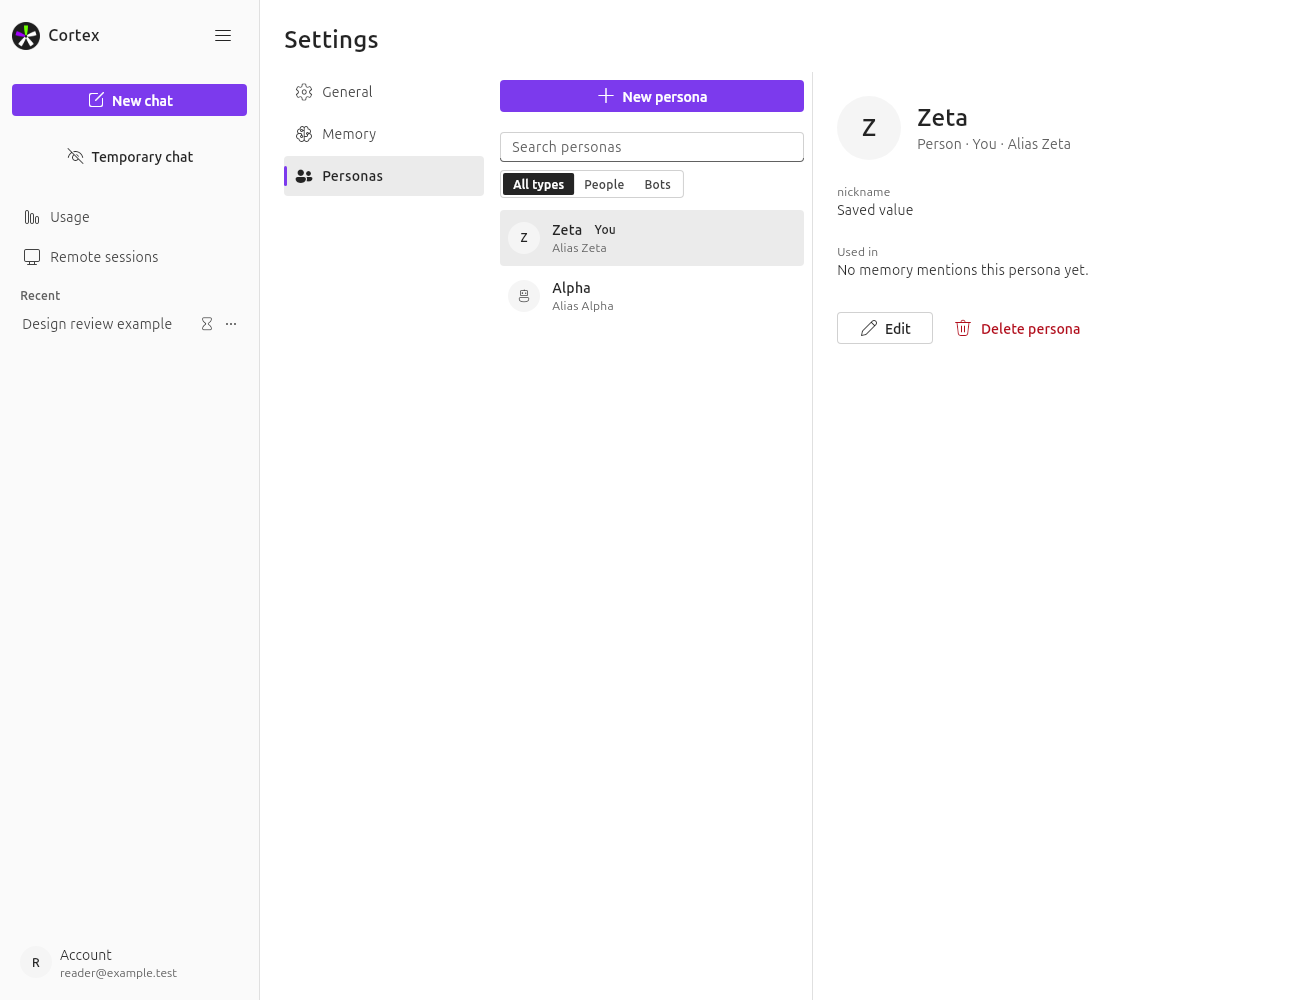 Cortex
New chat
Temporary chat
Usage
Remote sessions
Recent
Design review example
R
Account
reader@example.test
Settings
General
Memory
Personas
New persona
Search personas
All types People Bots
Z
Zeta You
Alias Zeta
Alpha
Alias Alpha
Z
Zeta
Person · You · Alias Zeta
nickname
Saved value
Used in
No memory mentions this persona yet.
Edit
Delete persona